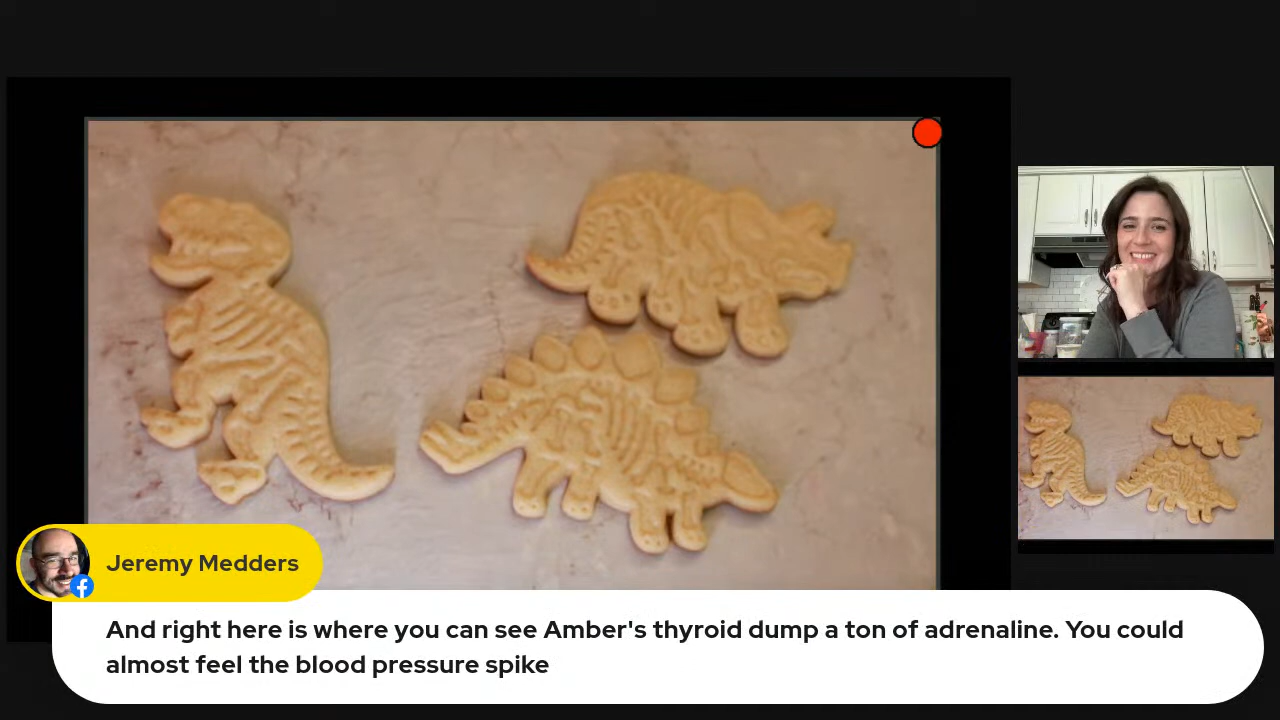 Jeremy Medders
And right here is where you can see Amber's thyroid dump a ton of adrenaline. You could
almost feel the blood pressure spike